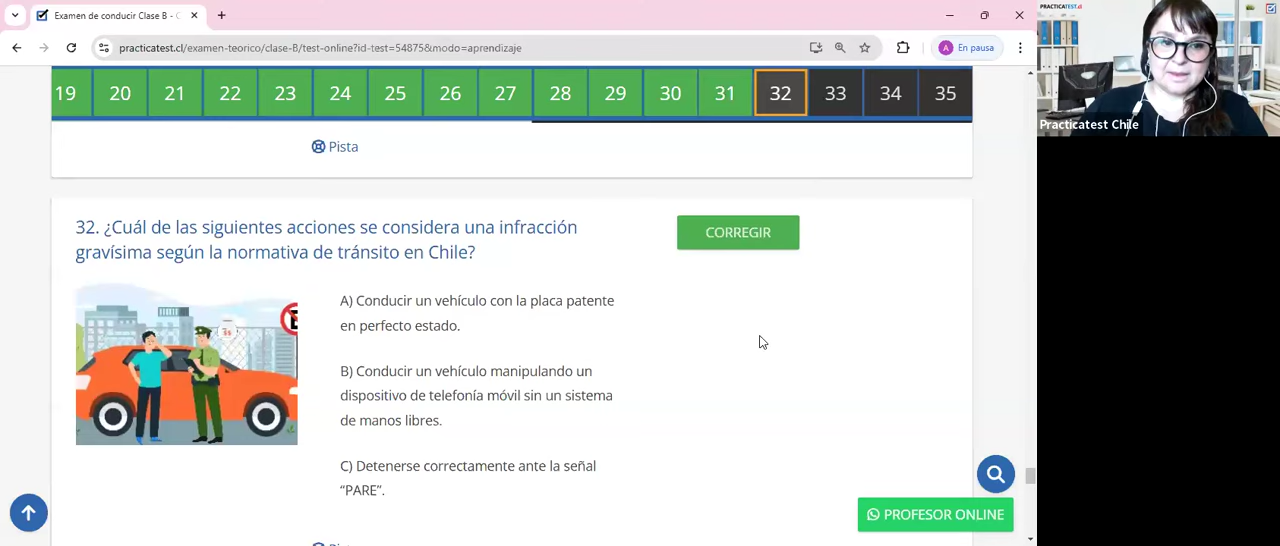 Examen de conducir Clase B - C
practicatest.cl/examen-teorico/clase-B/test-online?id-test=54875&modo=aprendizaje
A
En pausa
PRACTICATEST.cl
Practicatest Chile
19 20 21 22 23 24 25 26 27 28 29 30 31 32 33 34 35
Pista
32. ¿Cuál de las siguientes acciones se considera una infracción
gravísima según la normativa de tránsito en Chile?
CORREGIR
A) Conducir un vehículo con la placa patente
en perfecto estado.
B) Conducir un vehículo manipulando un
dispositivo de telefonía móvil sin un sistema
de manos libres.
C) Detenerse correctamente ante la señal
“PARE”.
PROFESOR ONLINE